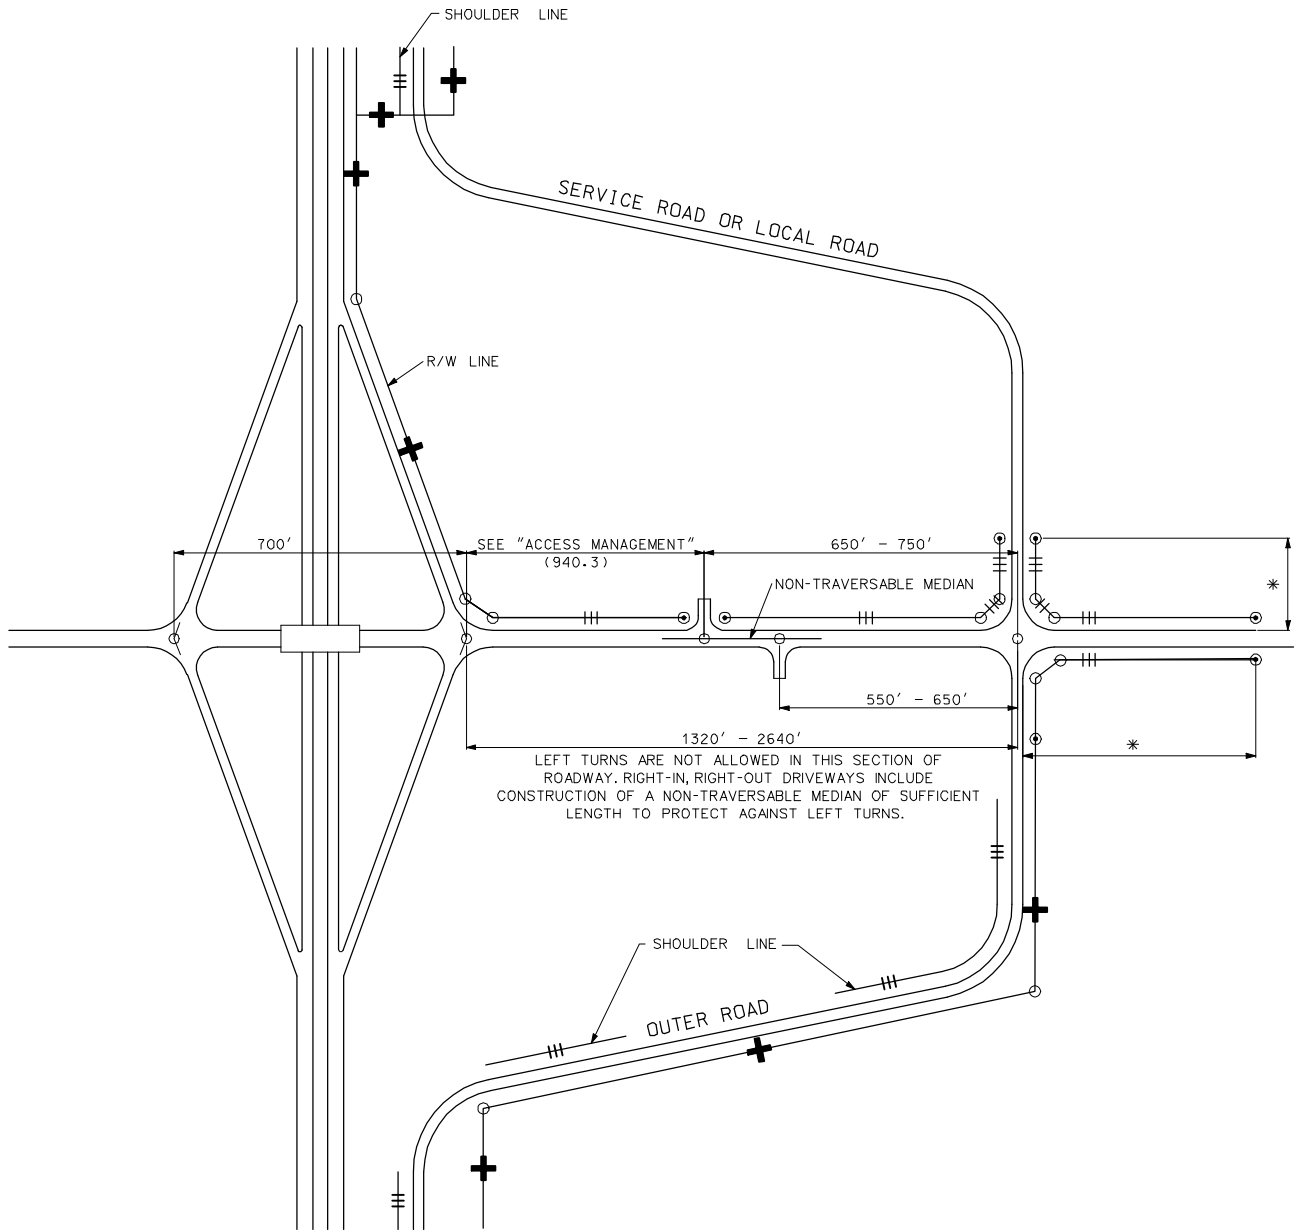 SHOULDER LINE
SERVICE ROAD OR LOCAL ROAD
R/W LINE
700'
SEE "ACCESS MANAGEMENT"
(940.3)
650' - 750'
NON-TRAVERSABLE MEDIAN
*
550' - 650'
1320' - 2640'
*
LEFT TURNS ARE NOT ALLOWED IN THIS SECTION OF
ROADWAY. RIGHT-IN, RIGHT-OUT DRIVEWAYS INCLUDE
CONSTRUCTION OF A NON-TRAVERSABLE MEDIAN OF SUFFICIENT
LENGTH TO PROTECT AGAINST LEFT TURNS.
SHOULDER LINE
OUTER ROAD